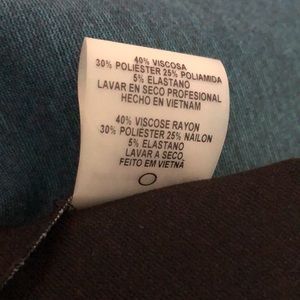 40% VISCOSA
30% POLIESTER 25% POLIAMIDA
5% ELASTANO
LAVAR EN SECO PROFESIONAL
HECHO EN VIETNAM
40% VISCOSE RAYON
30% POLIESTER 25% NAILON
5% ELASTANO
LAVAR A SECO
FEITO EM VIETNÃ